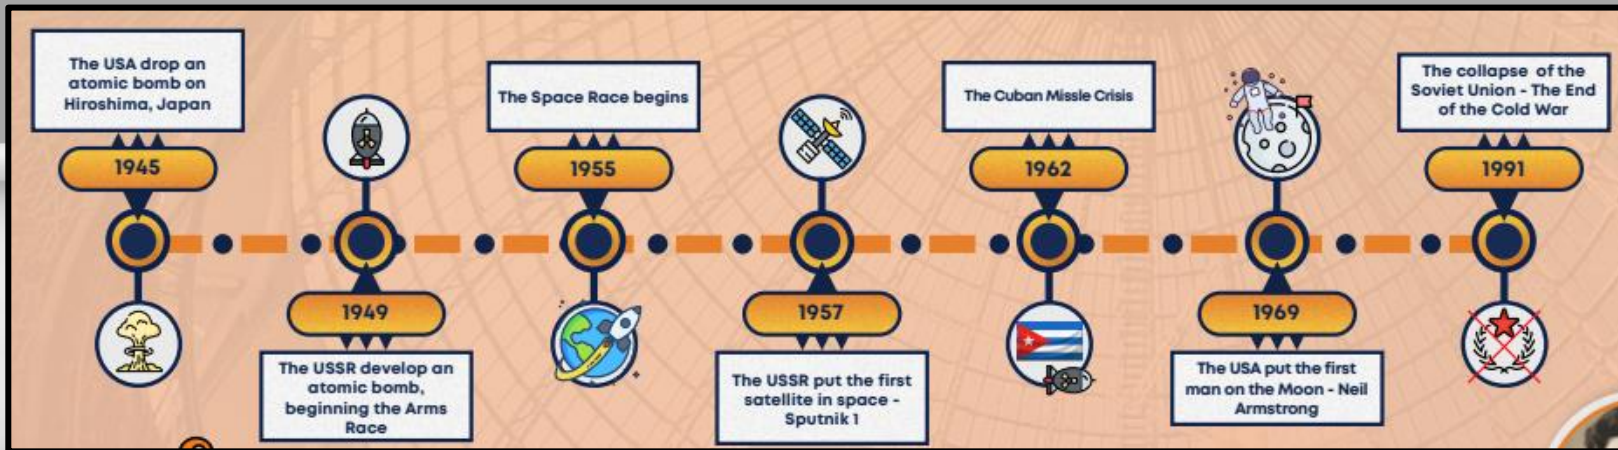 The USA drop an
atomic bomb on
Hiroshima, Japan
1945
1949
The USSR develop an
atomic bomb,
beginning the Arms
Race
The Space Race begins
1955
1957
The USSR put the first
satellite in space -
Sputnik 1
The Cuban Missle Crisis
1962
1969
The USA put the first
man on the Moon - Neil
Armstrong
The collapse of the
Soviet Union - The End
of the Cold War
1991